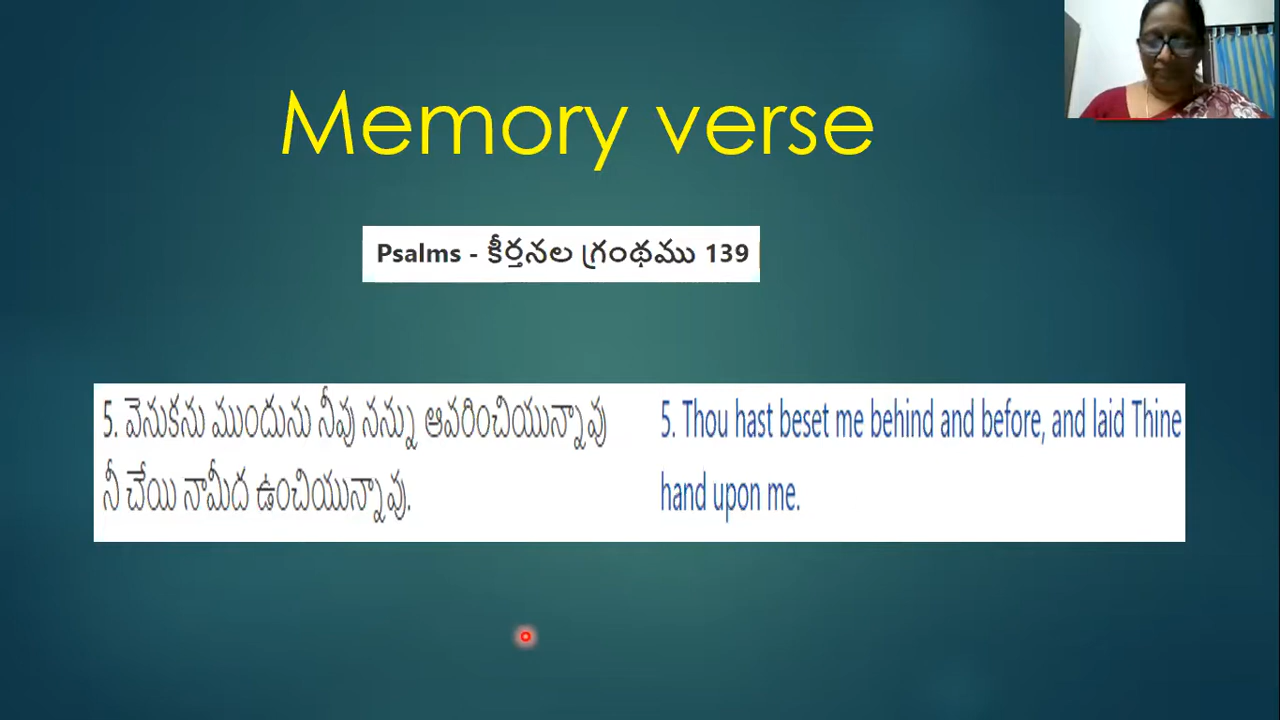 Memory verse
Psalms - కీర్తనల గ్రంథము 139
5. వెనుకను ముందును నీవు నన్ను ఆవరించియున్నావు
నీ చేయి నామీద ఉంచియున్నావు.
5. Thou hast beset me behind and before, and laid Thine
hand upon me.